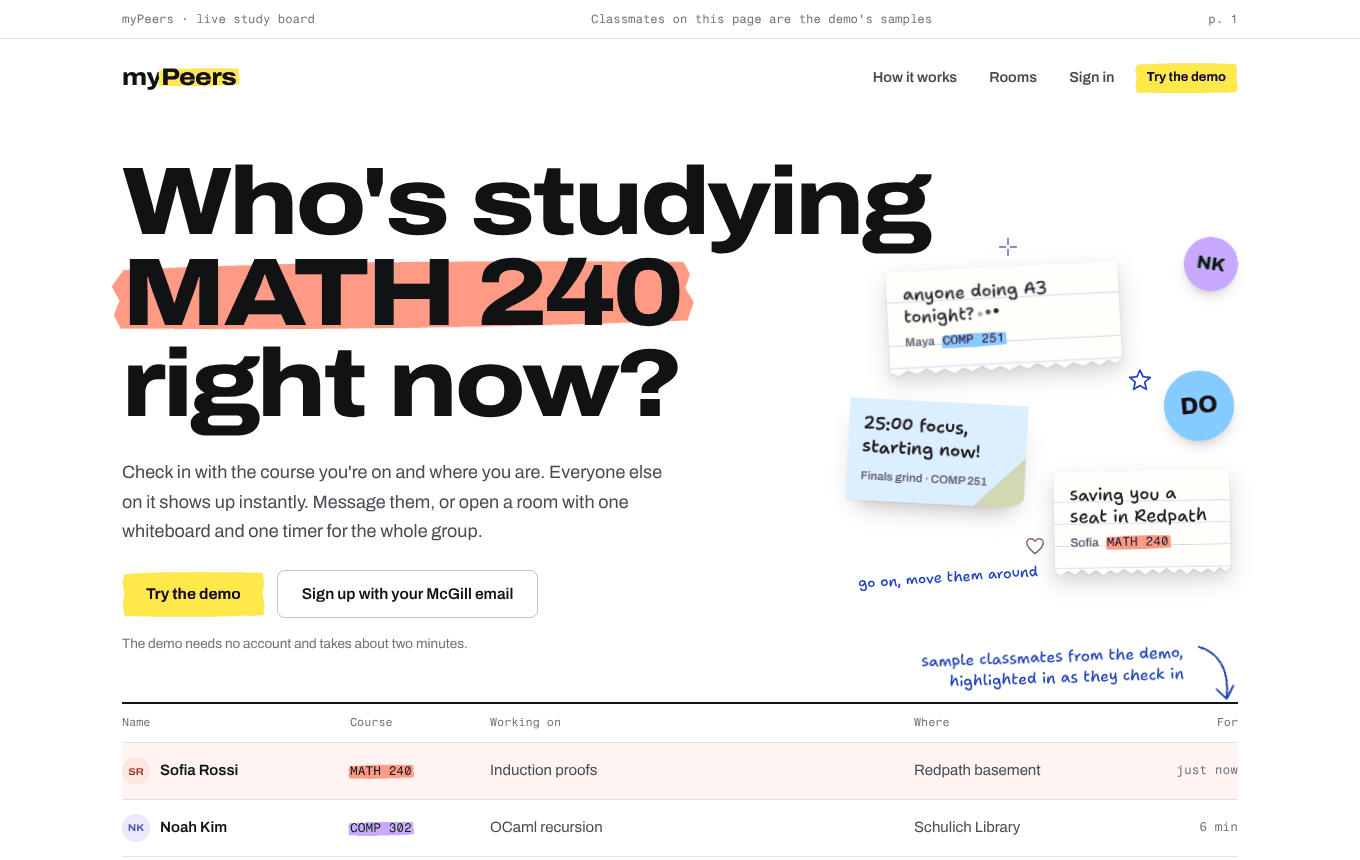 myPeers · live study board
Classmates on this page are the demo's samples
p. 1
myPeers
How it works
Rooms
Sign in
Try the demo
Who's studying
MATH 240
right now?
NK
anyone doing A3
tonight?
Maya COMP 251
DO
25:00 focus,
starting now!
Finals grind · COMP 251
saving you a
seat in Redpath
Sofia MATH 240
go on, move them around
Check in with the course you're on and where you are. Everyone else
on it shows up instantly. Message them, or open a room with one
whiteboard and one timer for the whole group.
Try the demo
Sign up with your McGill email
The demo needs no account and takes about two minutes.
sample classmates from the demo,
highlighted in as they check in
Name Course Working on Where For
SR Sofia Rossi MATH 240 Induction proofs Redpath basement just now
NK Noah Kim COMP 302 OCaml recursion Schulich Library 6 min